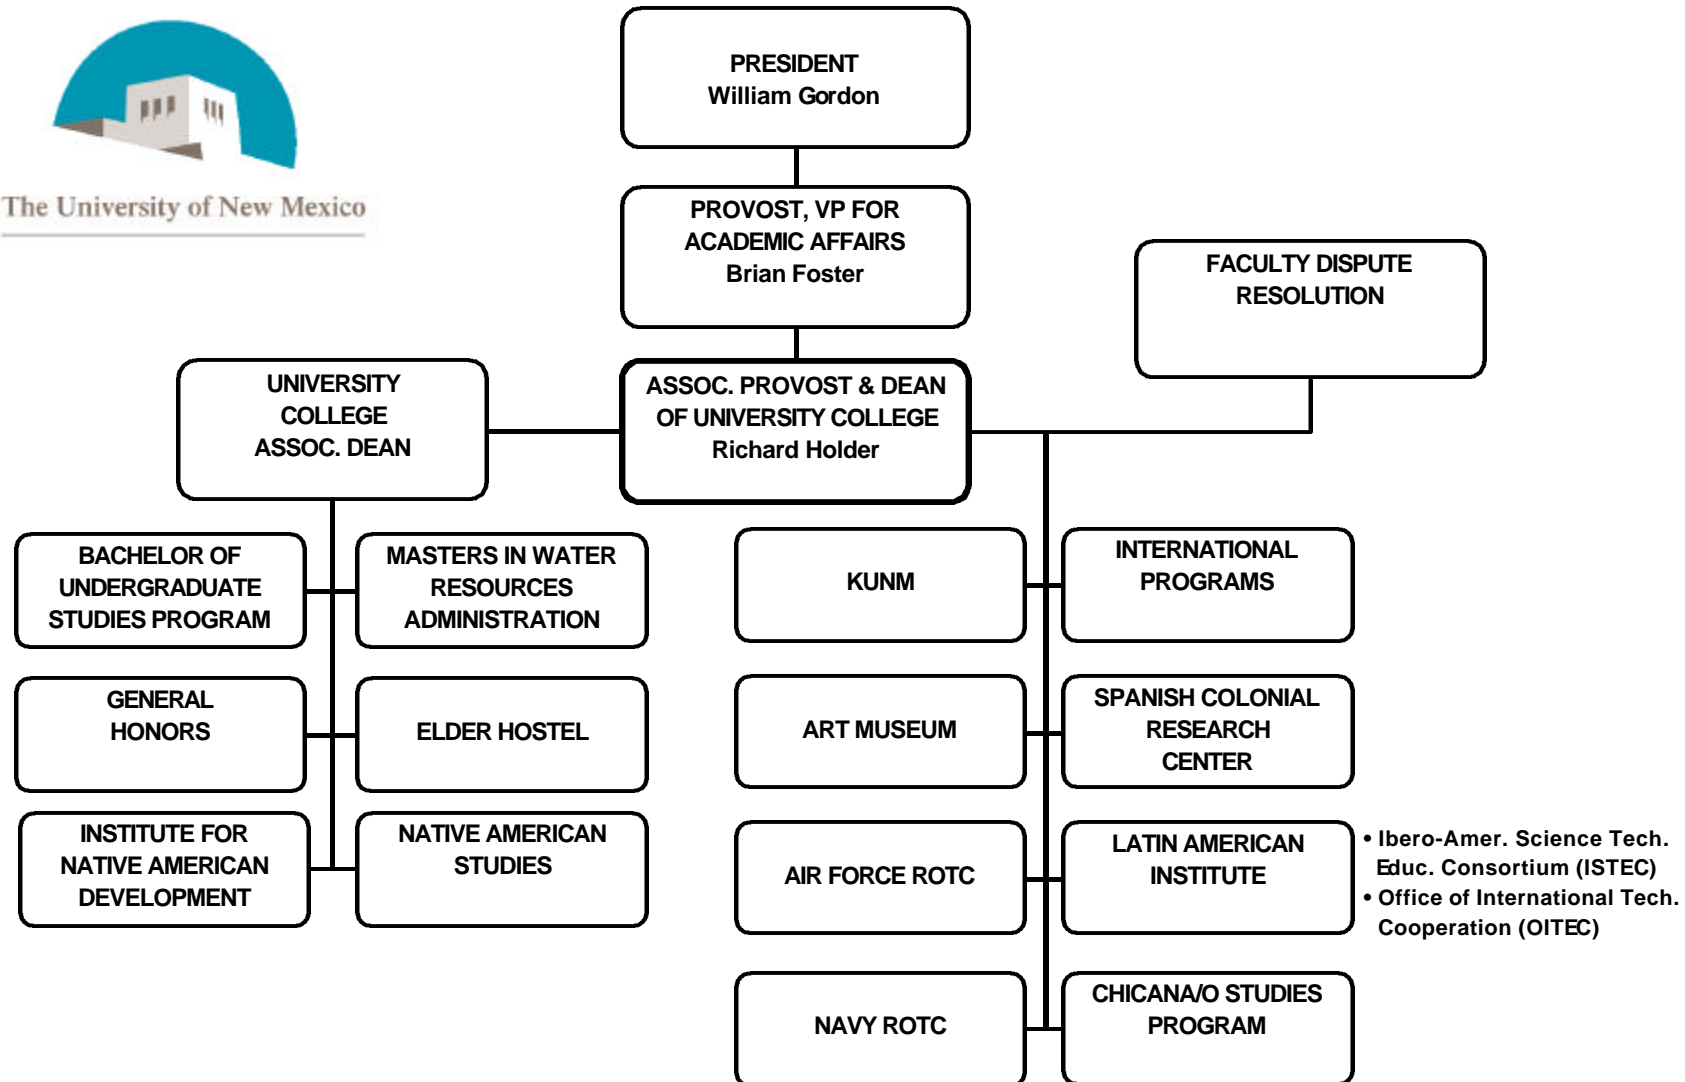 The University of New Mexico
PRESIDENT
William Gordon
PROVOST, VP FOR
ACADEMIC AFFAIRS
Brian Foster
FACULTY DISPUTE
RESOLUTION
UNIVERSITY
COLLEGE
ASSOC. DEAN
ASSOC. PROVOST & DEAN
OF UNIVERSITY COLLEGE
Richard Holder
BACHELOR OF
UNDERGRADUATE
STUDIES PROGRAM
MASTERS IN WATER
RESOURCES
ADMINISTRATION
GENERAL
HONORS
ELDER HOSTEL
INSTITUTE FOR
NATIVE AMERICAN
DEVELOPMENT
NATIVE AMERICAN
STUDIES
KUNM
INTERNATIONAL
PROGRAMS
ART MUSEUM
SPANISH COLONIAL
RESEARCH
CENTER
AIR FORCE ROTC
LATIN AMERICAN
INSTITUTE
• Ibero-Amer. Science Tech.
Educ. Consortium (ISTEC)
• Office of International Tech.
Cooperation (OITEC)
NAVY ROTC
CHICANA/O STUDIES
PROGRAM